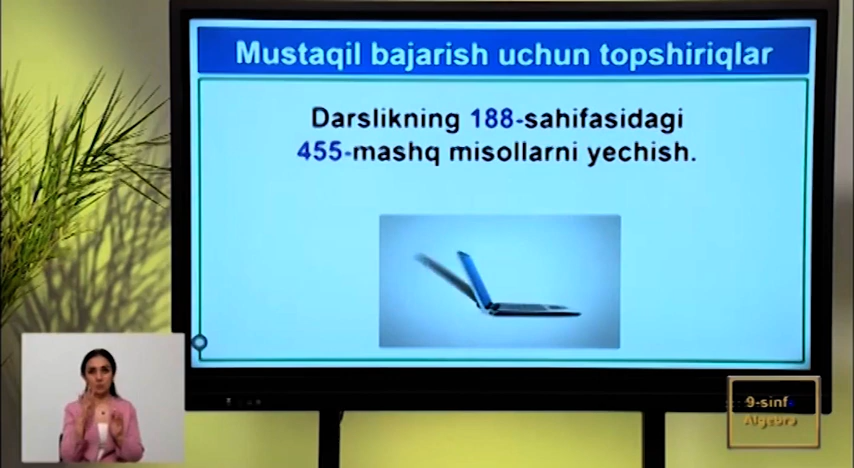 Mustaqil bajarish uchun topshiriqlar
Darslikning 188-sahifasidagi
455-mashq misollarni yechish.
9-sinf
Algebra